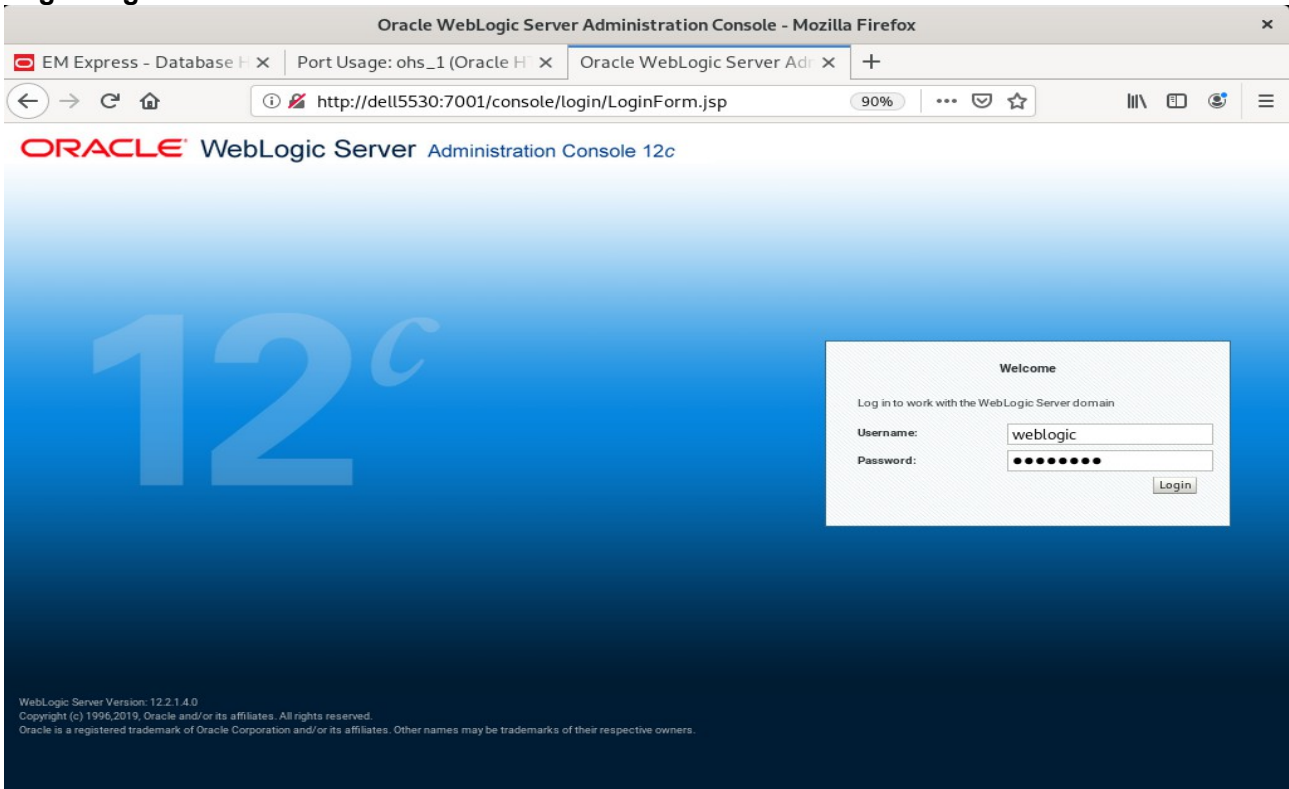 Oracle WebLogic Server Administration Console - Mozilla Firefox
EM Express - Database H
Port Usage: ohs_1 (Oracle HT
Oracle WebLogic Server Adr
http://dell5530:7001/console/login/LoginForm.jsp
90%
ORACLE WebLogic Server Administration Console 12c
12c
Welcome
Log in to work with the WebLogic Server domain
Username: weblogic
Password: ●●●●●●●●
Login
WebLogic Server Version: 12.2.1.4.0
Copyright (c) 1996,2019, Oracle and/or its affiliates. All rights reserved.
Oracle is a registered trademark of Oracle Corporation and/or its affiliates. Other names may be trademarks of their respective owners.